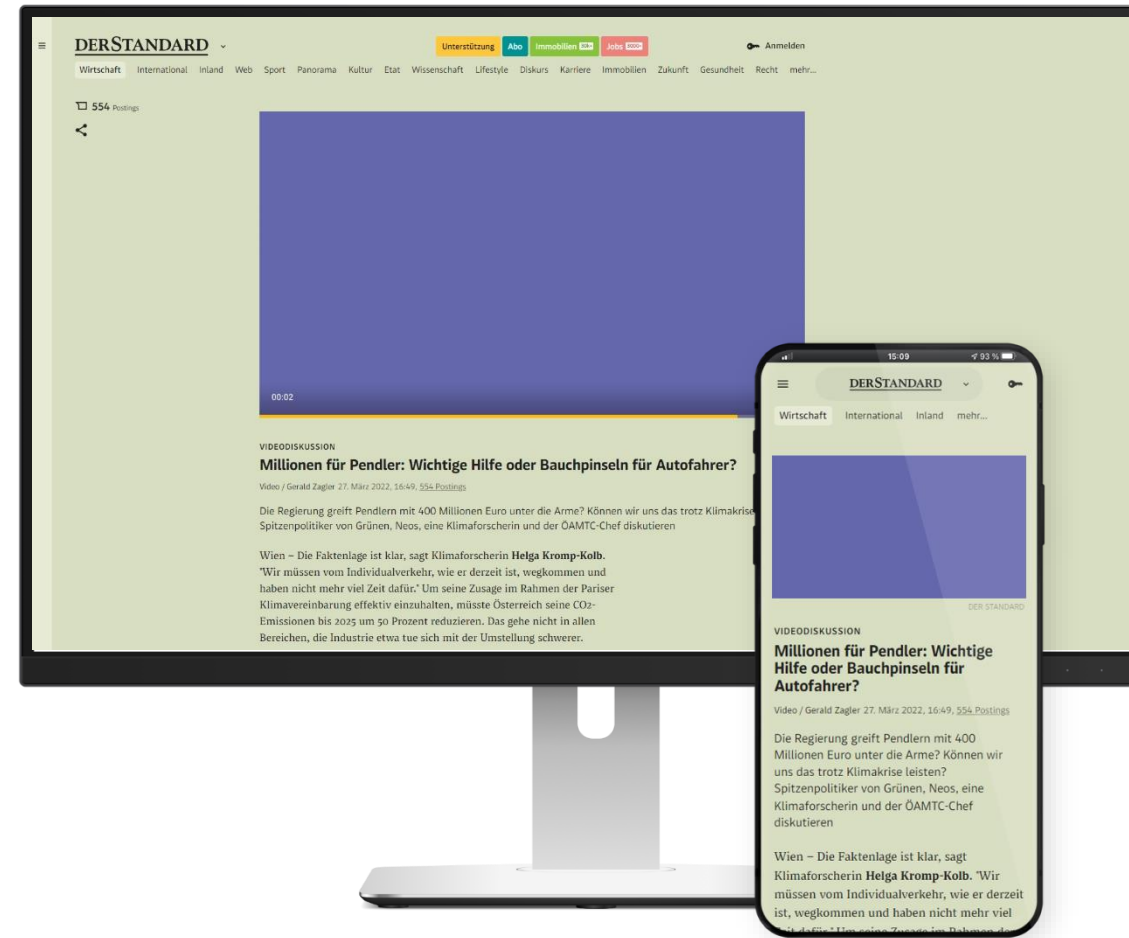 DERSTANDARD
Unterstützung Abo Immobilien Jobs
Anmelden
Wirtschaft International Inland Web Sport Panorama Kultur Etat Wissenschaft Lifestyle Diskurs Karriere Immobilien Zukunft Gesundheit Recht mehr...
554 Postings
00:02
VIDEODISKUSSION
Millionen für Pendler: Wichtige Hilfe oder Bauchpinseln für Autofahrer?
Video / Gerald Zagler 27. März 2022, 16:49, 554 Postings
Die Regierung greift Pendlern mit 400 Millionen Euro unter die Arme? Können wir uns das trotz Klimakrise
Spitzenpolitiker von Grünen, Neos, eine Klimaforscherin und der ÖAMTC-Chef diskutieren
Wien – Die Faktenlage ist klar, sagt Klimaforscherin Helga Kromp-Kolb.
"Wir müssen vom Individualverkehr, wie er derzeit ist, wegkommen und
haben nicht mehr viel Zeit dafür." Um seine Zusage im Rahmen der Pariser
Klimavereinbarung effektiv einzuhalten, müsste Österreich seine CO2-
Emissionen bis 2025 um 50 Prozent reduzieren. Das gehe nicht in allen
Bereichen, die Industrie etwa tue sich mit der Umstellung schwerer.
15:09 93 %
DERSTANDARD
Wirtschaft International Inland mehr...
DER STANDARD
VIDEODISKUSSION
Millionen für Pendler: Wichtige
Hilfe oder Bauchpinseln für
Autofahrer?
Video / Gerald Zagler 27. März 2022, 16:49, 554 Postings
Die Regierung greift Pendlern mit 400
Millionen Euro unter die Arme? Können wir
uns das trotz Klimakrise leisten?
Spitzenpolitiker von Grünen, Neos, eine
Klimaforscherin und der ÖAMTC-Chef
diskutieren
Wien – Die Faktenlage ist klar, sagt
Klimaforscherin Helga Kromp-Kolb. "Wir
müssen vom Individualverkehr, wie er derzeit
ist, wegkommen und haben nicht mehr viel
Zeit dafür." Um seine Zusage im Rahmen der